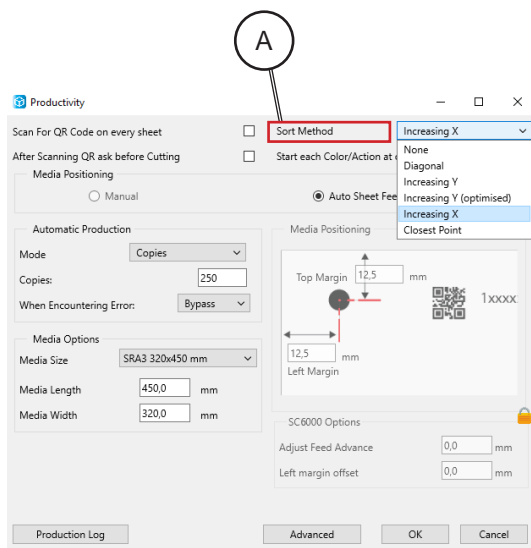 A
Productivity
Scan For QR Code on every sheet
Sort Method
Increasing X
None
Diagonal
Increasing Y
Increasing Y (optimised)
Increasing X
Closest Point
After Scanning QR ask before Cutting
Start each Color/Action at
Media Positioning
Manual
Auto Sheet Fee
Automatic Production
Mode
Copies
Copies:
250
When Encountering Error:
Bypass
Media Options
Media Size
SRA3 320x450 mm
Media Length
450,0
mm
Media Width
320,0
mm
Media Positioning
Top Margin
12,5
mm
1xxxx
12,5
mm
Left Margin
SC6000 Options
Adjust Feed Advance
0,0
mm
Left margin offset
0,0
mm
Production Log
Advanced
OK
Cancel